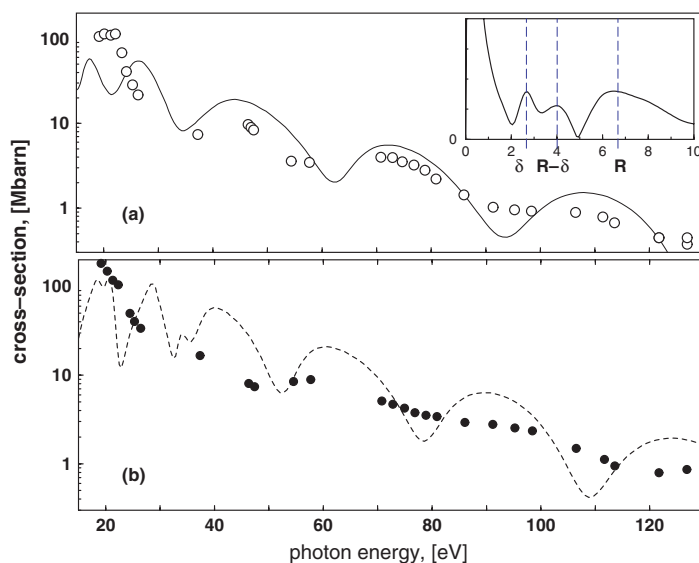 cross–section, [Mbarn]
100
10
1
(a)
0
0 2 4 6 8 10
δ R–δ R
100
10
1
(b)
20 40 60 80 100 120
photon energy, [eV]